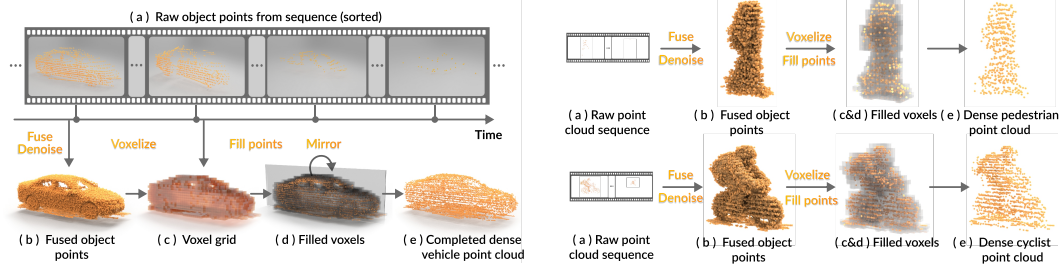 ( a ) Raw object points from sequence (sorted)
...
...
...
...
...
Time
Fuse
Denoise
Voxelize
Fill points
Mirror
( b ) Fused object
points
( c ) Voxel grid
( d ) Filled voxels
( e ) Completed dense
vehicle point cloud
Fuse
Denoise
Voxelize
Fill points
( a ) Raw point
cloud sequence
( b ) Fused object
points
( c&d ) Filled voxels
( e ) Dense pedestrian
point cloud
Fuse
Denoise
Voxelize
Fill points
( a ) Raw point
cloud sequence
( b ) Fused object
points
( c&d ) Filled voxels
( e ) Dense cyclist
point cloud